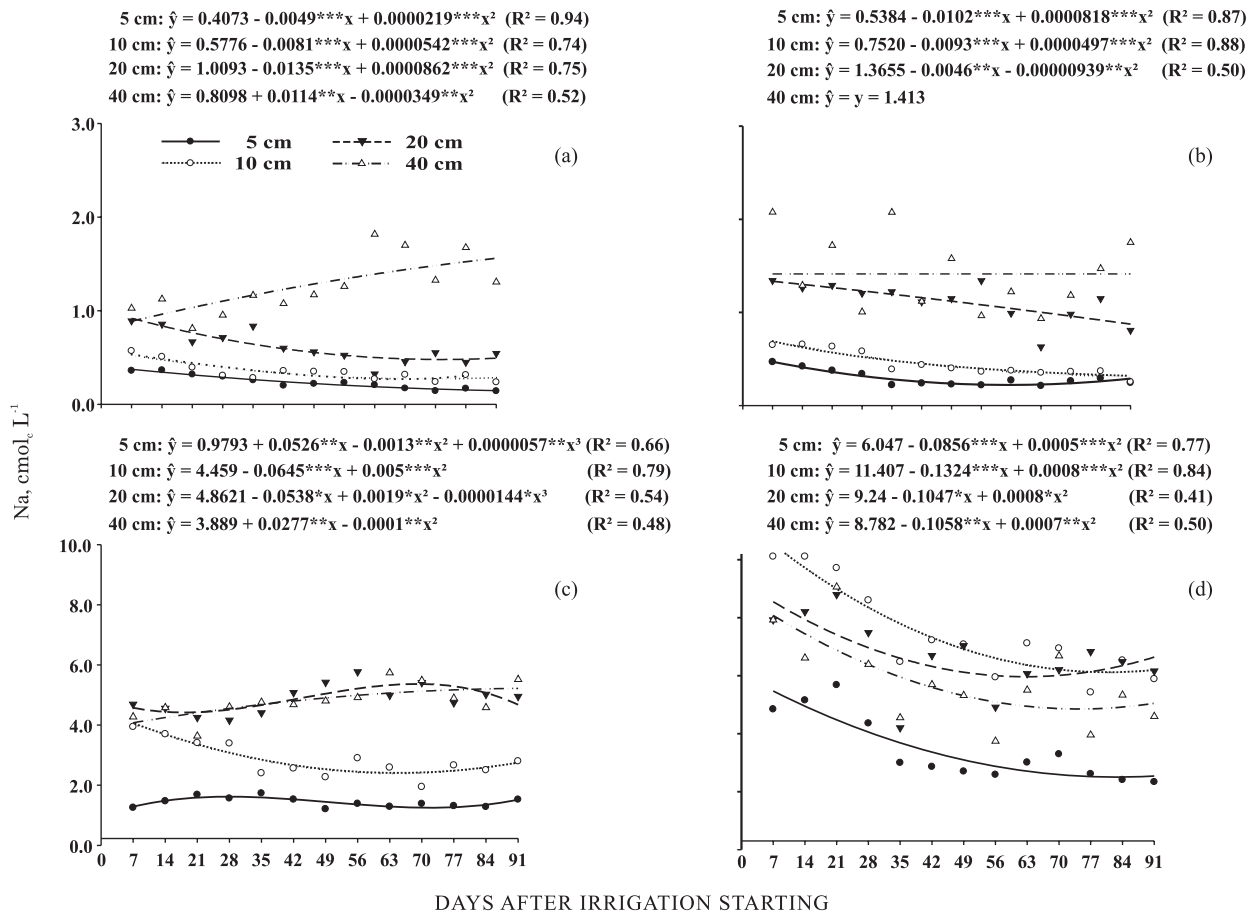 5 cm: ŷ = 0.4073 - 0.0049***x + 0.0000219***x² (R² = 0.94)
10 cm: ŷ = 0.5776 - 0.0081***x + 0.0000542***x² (R² = 0.74)
20 cm: ŷ = 1.0093 - 0.0135***x + 0.0000862***x² (R² = 0.75)
40 cm: ŷ = 0.8098 + 0.0114**x - 0.0000349**x² (R² = 0.52)
5 cm: ŷ = 0.5384 - 0.0102***x + 0.0000818***x² (R² = 0.87)
10 cm: ŷ = 0.7520 - 0.0093***x + 0.0000497***x² (R² = 0.88)
20 cm: ŷ = 1.3655 - 0.0046**x - 0.00000939**x² (R² = 0.50)
40 cm: ŷ = y = 1.413
3.0
2.0
1.0
0.0
5 cm
10 cm
20 cm
40 cm
(a)
(b)
Na, cmol꜀ L⁻¹
5 cm: ŷ = 0.9793 + 0.0526**x - 0.0013**x² + 0.0000057**x³ (R² = 0.66)
10 cm: ŷ = 4.459 - 0.0645***x + 0.005***x² (R² = 0.79)
20 cm: ŷ = 4.8621 - 0.0538*x + 0.0019*x² - 0.0000144*x³ (R² = 0.54)
40 cm: ŷ = 3.889 + 0.0277**x - 0.0001**x² (R² = 0.48)
5 cm: ŷ = 6.047 - 0.0856***x + 0.0005***x² (R² = 0.77)
10 cm: ŷ = 11.407 - 0.1324***x + 0.0008***x² (R² = 0.84)
20 cm: ŷ = 9.24 - 0.1047*x + 0.0008*x² (R² = 0.41)
40 cm: ŷ = 8.782 - 0.1058**x + 0.0007**x² (R² = 0.50)
10.0
8.0
6.0
4.0
2.0
0.0
(c)
(d)
0 7 14 21 28 35 42 49 56 63 70 77 84 91
0 7 14 21 28 35 42 49 56 63 70 77 84 91
DAYS AFTER IRRIGATION STARTING